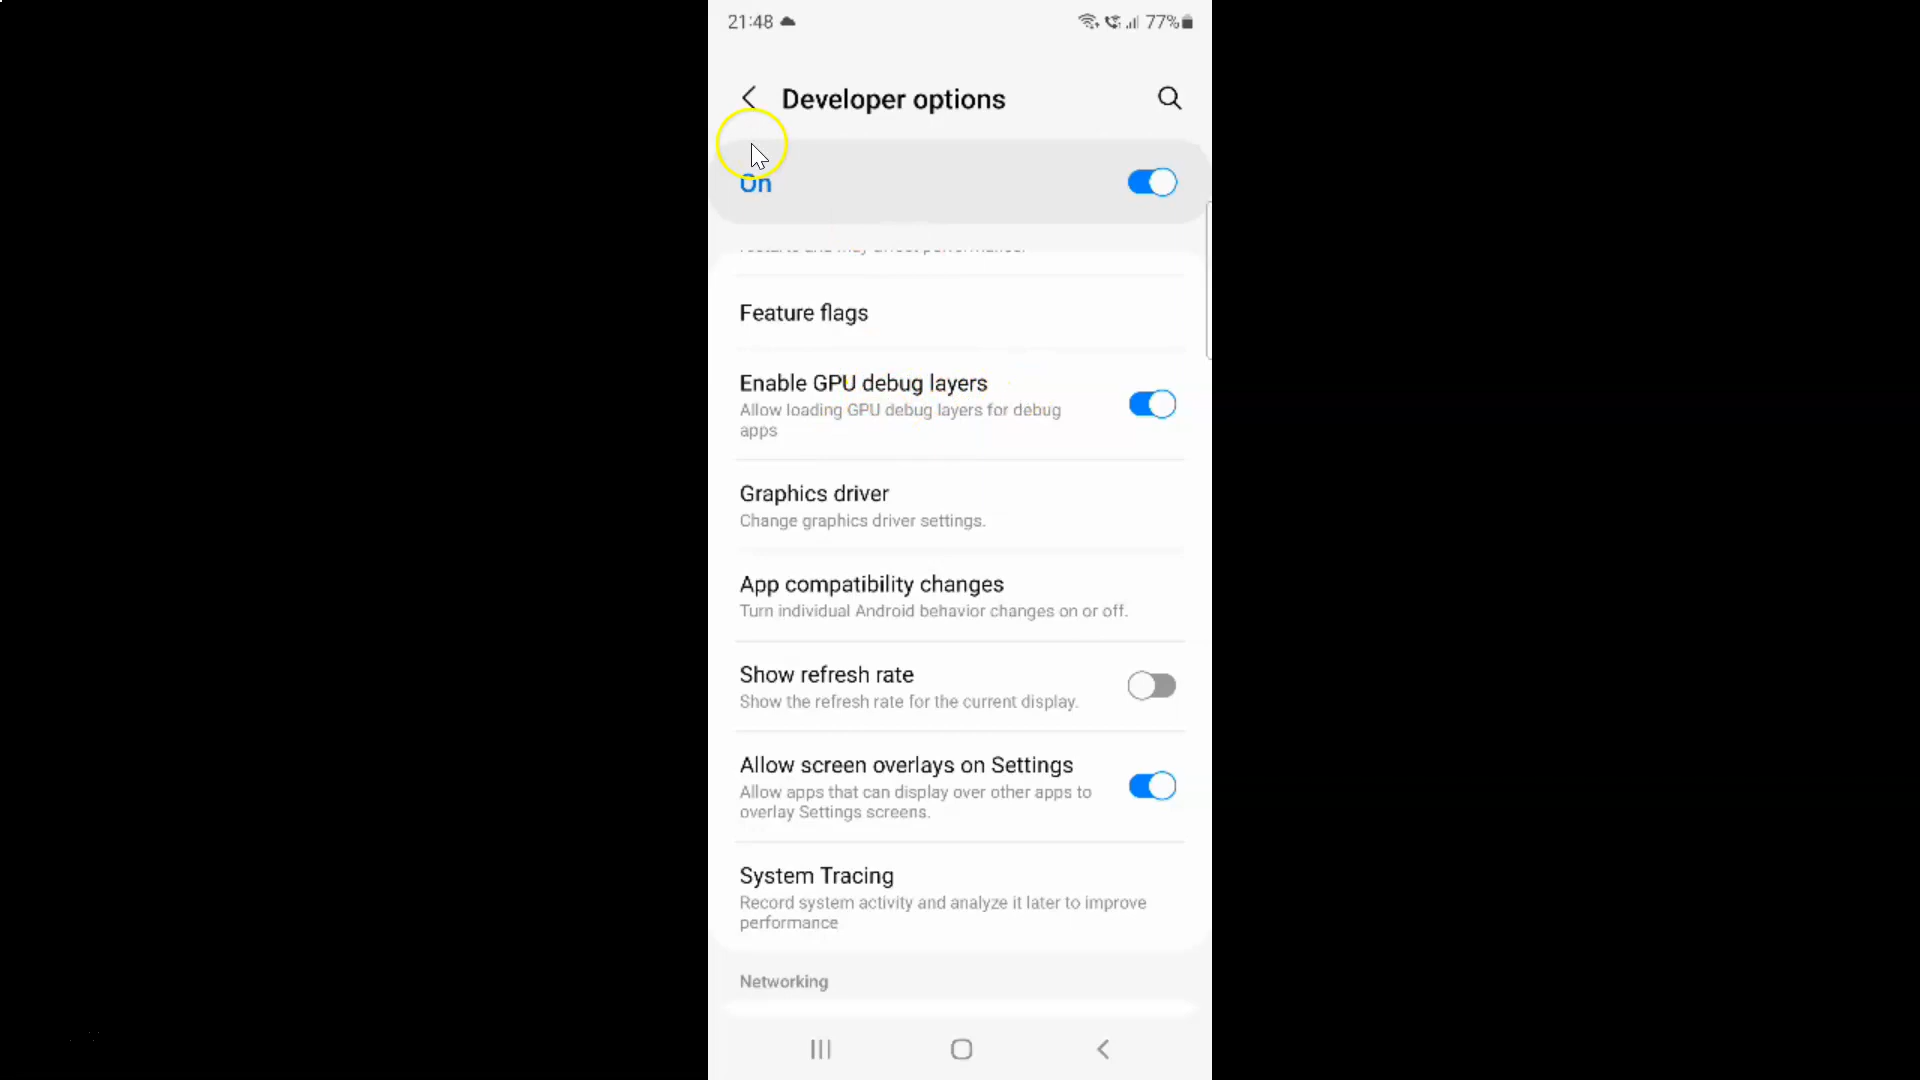 21:48
77%
Developer options
On
Feature flags
Enable GPU debug layers
Allow loading GPU debug layers for debug
apps
Graphics driver
Change graphics driver settings.
App compatibility changes
Turn individual Android behavior changes on or off.
Show refresh rate
Show the refresh rate for the current display.
Allow screen overlays on Settings
Allow apps that can display over other apps to
overlay Settings screens.
System Tracing
Record system activity and analyze it later to improve
performance
Networking